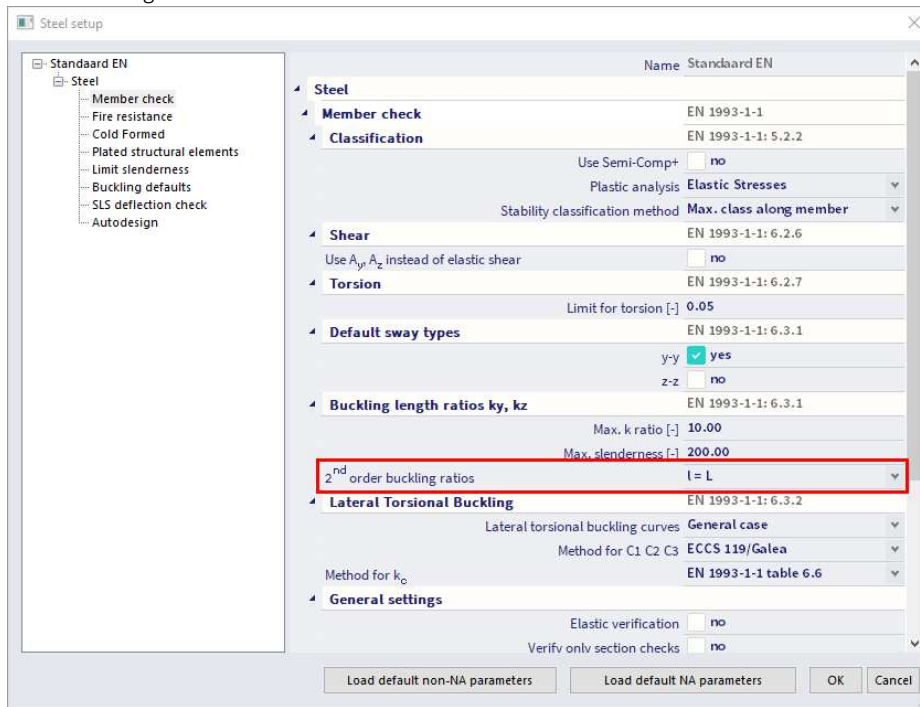 Steel setup
Standaard EN
Steel
Member check
Fire resistance
Cold Formed
Plated structural elements
Limit slenderness
Buckling defaults
SLS deflection check
Autodesign
Name Standaard EN
Steel
Member check EN 1993-1-1
Classification EN 1993-1-1: 5.2.2
Use Semi-Comp+ no
Plastic analysis Elastic Stresses
Stability classification method Max. class along member
Shear EN 1993-1-1: 6.2.6
Use Ay, Az instead of elastic shear no
Torsion EN 1993-1-1: 6.2.7
Limit for torsion [-] 0.05
Default sway types EN 1993-1-1: 6.3.1
y-y yes
z-z no
Buckling length ratios ky, kz EN 1993-1-1: 6.3.1
Max. k ratio [-] 10.00
Max. slenderness [-] 200.00
2nd order buckling ratios l = L
Lateral Torsional Buckling EN 1993-1-1: 6.3.2
Lateral torsional buckling curves General case
Method for C1 C2 C3 ECCS 119/Galea
Method for kc EN 1993-1-1 table 6.6
General settings
Elastic verification no
Verify only section checks no
Load default non-NA parameters Load default NA parameters OK Cancel